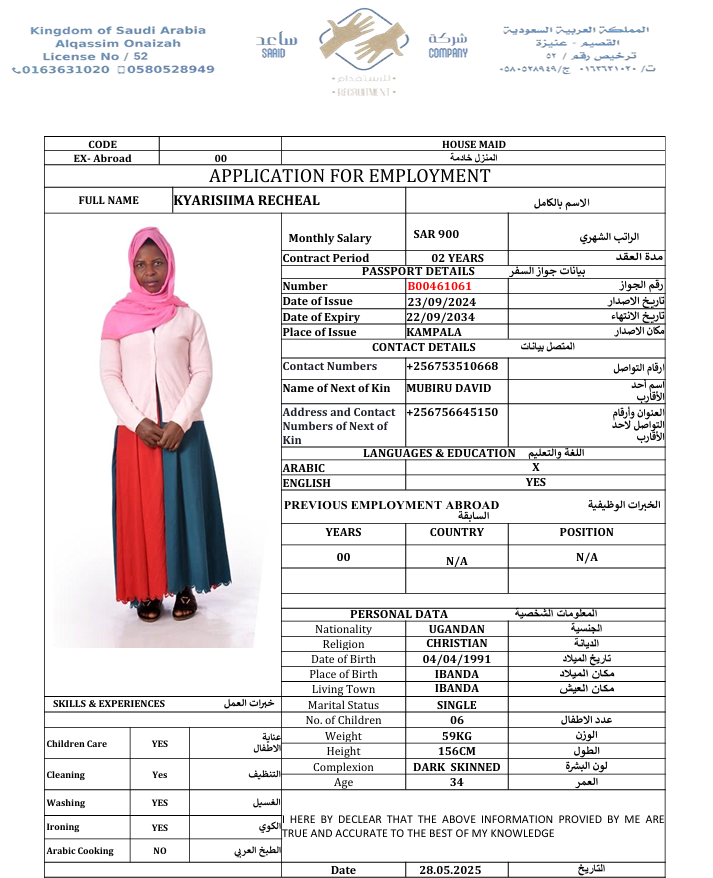 Kingdom of Saudi Arabia
Alqassim Onaizah
License No / 52
0163631020 0580528949
ساعد
SAAID
شركة
COMPANY
للاستقدام
RECRUITMENT
المملكة العربية السعودية
القصيم - عنيزة
ترخيص رقم / ٥٢
ت/ ٠١٦٣٦٣١٠٢٠ ج/ ٠٥٨٠٥٢٨٩٤٩
CODE HOUSE MAID
EX- Abroad 00 المنزل خادمة
APPLICATION FOR EMPLOYMENT
FULL NAME KYARISIIMA RECHEAL الاسم بالكامل
Monthly Salary SAR 900 الراتب الشهري
Contract Period 02 YEARS مدة العقد
PASSPORT DETAILS بيانات جواز السفر
Number B00461061 رقم الجواز
Date of Issue 23/09/2024 تاريخ الاصدار
Date of Expiry 22/09/2034 تاريخ الانتهاء
Place of Issue KAMPALA مكان الاصدار
CONTACT DETAILS المتصل بيانات
Contact Numbers +256753510668 ارقام التواصل
Name of Next of Kin MUBIRU DAVID اسم أحد
الأقارب
Address and Contact +256756645150 العنوان وأرقام
Numbers of Next of التواصل لاحد
Kin الأقارب
LANGUAGES & EDUCATION اللغة والتعليم
ARABIC X
ENGLISH YES
PREVIOUS EMPLOYMENT ABROAD الخبرات الوظيفية
السابقة
YEARS COUNTRY POSITION
00 N/A N/A
PERSONAL DATA المعلومات الشخصية
Nationality UGANDAN الجنسية
Religion CHRISTIAN الديانة
Date of Birth 04/04/1991 تاريخ الميلاد
Place of Birth IBANDA مكان الميلاد
Living Town IBANDA مكان العيش
Marital Status SINGLE
No. of Children 06 عدد الاطفال
Weight 59KG الوزن
Height 156CM الطول
Complexion DARK SKINNED لون البشرة
Age 34 العمر
SKILLS & EXPERIENCES خبرات العمل
Children Care YES عناية
الاطفال
Cleaning Yes التنظيف
Washing YES الغسيل
Ironing YES الكوي
Arabic Cooking NO الطبخ العربي
I HERE BY DECLEAR THAT THE ABOVE INFORMATION PROVIED BY ME ARE
TRUE AND ACCURATE TO THE BEST OF MY KNOWLEDGE
Date 28.05.2025 التاريخ